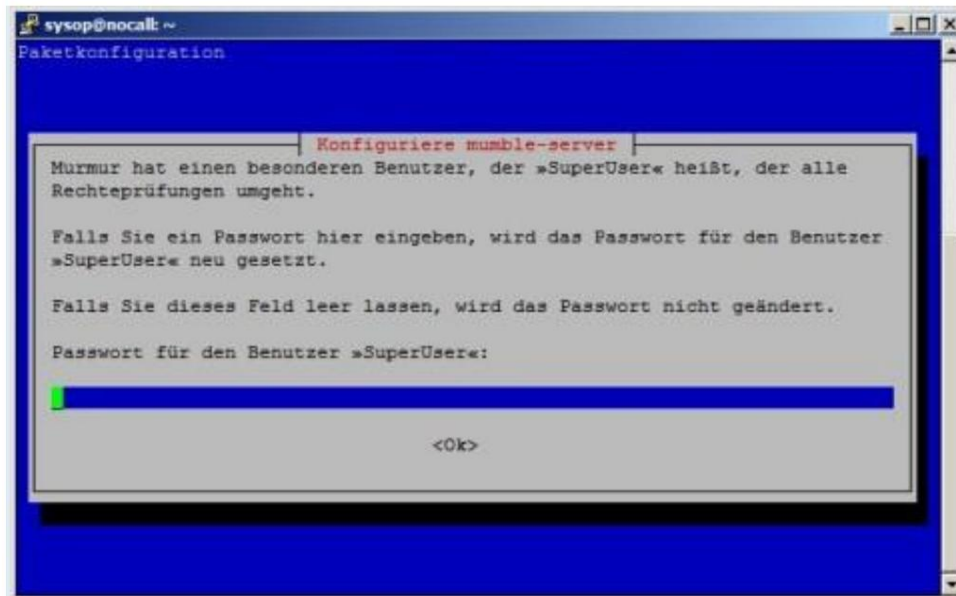 sysop@nocall: ~
Paketkonfiguration
Konfiguriere mumble-server
Murmur hat einen besonderen Benutzer, der »SuperUser« heißt, der alle
Rechteprüfungen umgeht.
Falls Sie ein Passwort hier eingeben, wird das Passwort für den Benutzer
»SuperUser« neu gesetzt.
Falls Sie dieses Feld leer lassen, wird das Passwort nicht geändert.
Passwort für den Benutzer »SuperUser«:
<Ok>